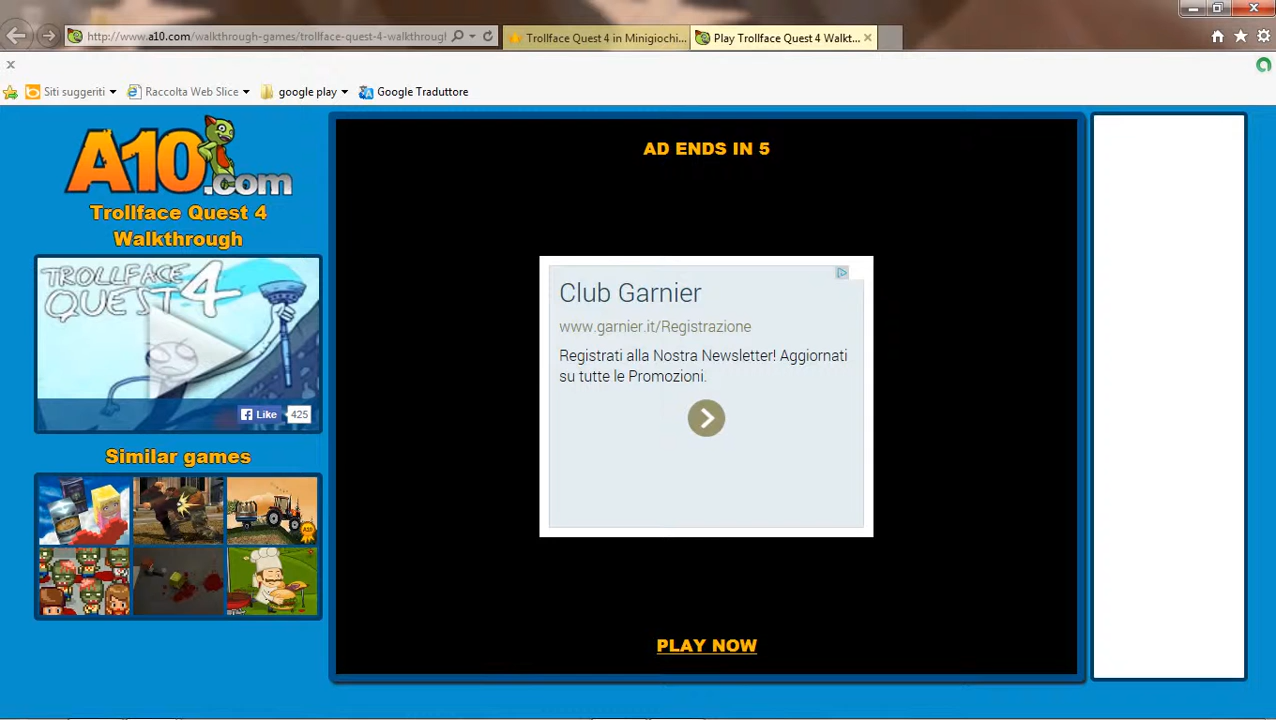 http://www.a10.com/walkthrough-games/trollface-quest-4-walkthroug
Trollface Quest 4 in Minigiochi...
Play Trollface Quest 4 Walkt...
Siti suggeriti
Raccolta Web Slice
google play
Google Traduttore
A10.com
Trollface Quest 4
Walkthrough
TROLLFACE
QUEST 4
Like
425
Similar games
AD ENDS IN 5
Club Garnier
www.garnier.it/Registrazione
Registrati alla Nostra Newsletter! Aggiornati
su tutte le Promozioni.
PLAY NOW